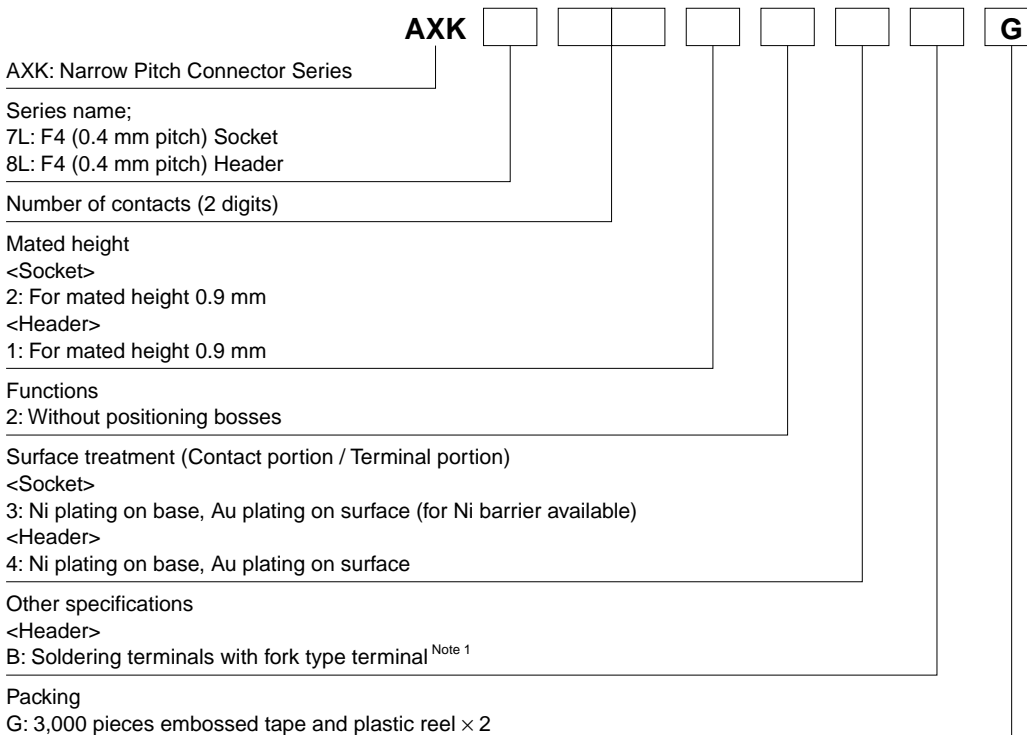 AXK G
AXK: Narrow Pitch Connector Series
Series name;
7L: F4 (0.4 mm pitch) Socket
8L: F4 (0.4 mm pitch) Header
Number of contacts (2 digits)
Mated height
<Socket>
2: For mated height 0.9 mm
<Header>
1: For mated height 0.9 mm
Functions
2: Without positioning bosses
Surface treatment (Contact portion / Terminal portion)
<Socket>
3: Ni plating on base, Au plating on surface (for Ni barrier available)
<Header>
4: Ni plating on base, Au plating on surface
Other specifications
<Header>
B: Soldering terminals with fork type terminal Note 1
Packing
G: 3,000 pieces embossed tape and plastic reel × 2